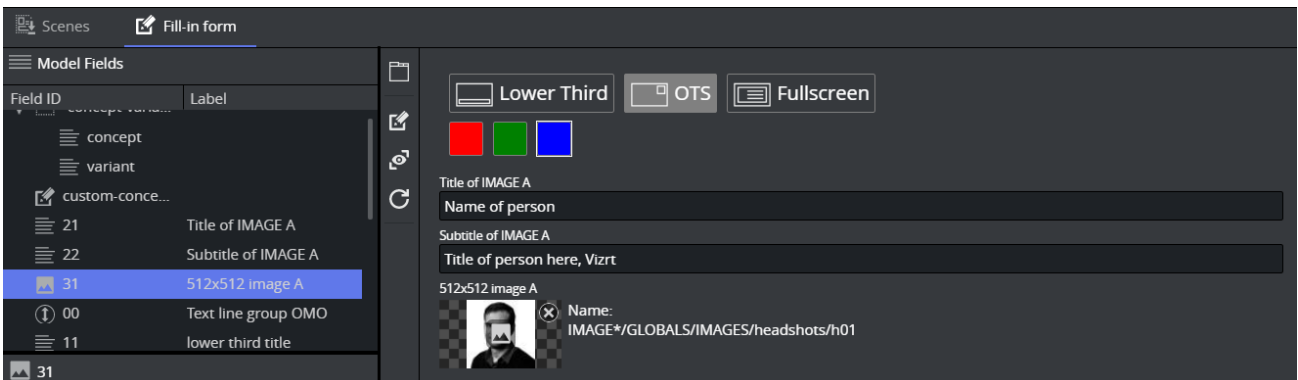 Scenes Fill-in form
Model Fields
Field ID Label
concept-varia...
concept
variant
custom-conce...
21 Title of IMAGE A
22 Subtitle of IMAGE A
31 512x512 image A
00 Text line group OMO
11 lower third title
31
Lower Third OTS Fullscreen
Title of IMAGE A
Name of person
Subtitle of IMAGE A
Title of person here, Vizrt
512x512 image A
Name:
IMAGE*/GLOBALS/IMAGES/headshots/h01